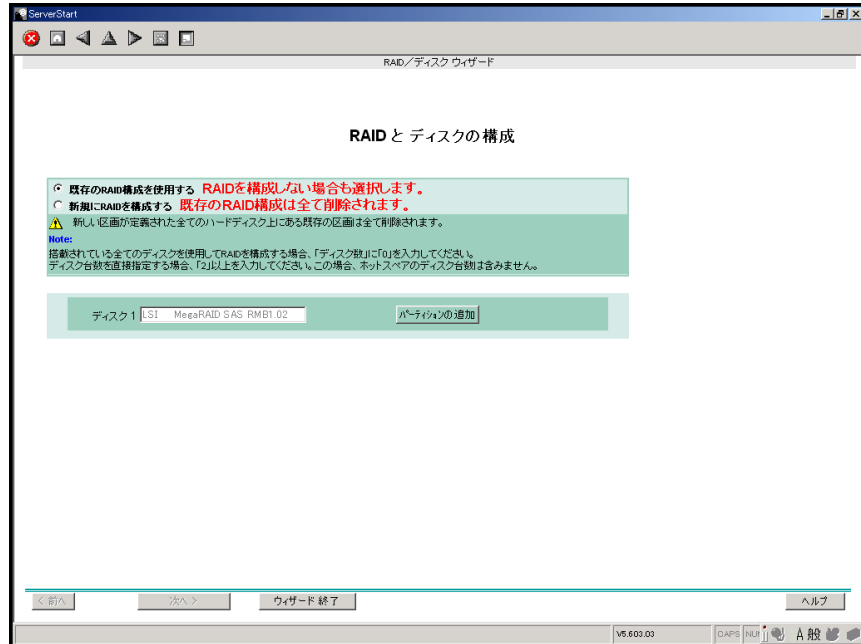 ServerStart
RAID／ディスク ウィザード
RAID と ディスクの構成
既存のRAID構成を使用する RAIDを構成しない場合も選択します。
新規にRAIDを構成する 既存のRAID構成は全て削除されます。
新しい区画が定義された全てのハードディスク上にある既存の区画は全て削除されます。
Note:
搭載されている全てのディスクを使用してRAIDを構成する場合、「ディスク数」に「0」を入力してください。
ディスク台数を直接指定する場合、「2」以上を入力してください。この場合、ホットスペアのディスク台数は含みません。
ディスク 1 LSI MegaRAID SAS RMB1.02 パーティションの追加
< 前へ 次へ > ウィザード 終了 ヘルプ
V5.603.03 CAPS NU A 般